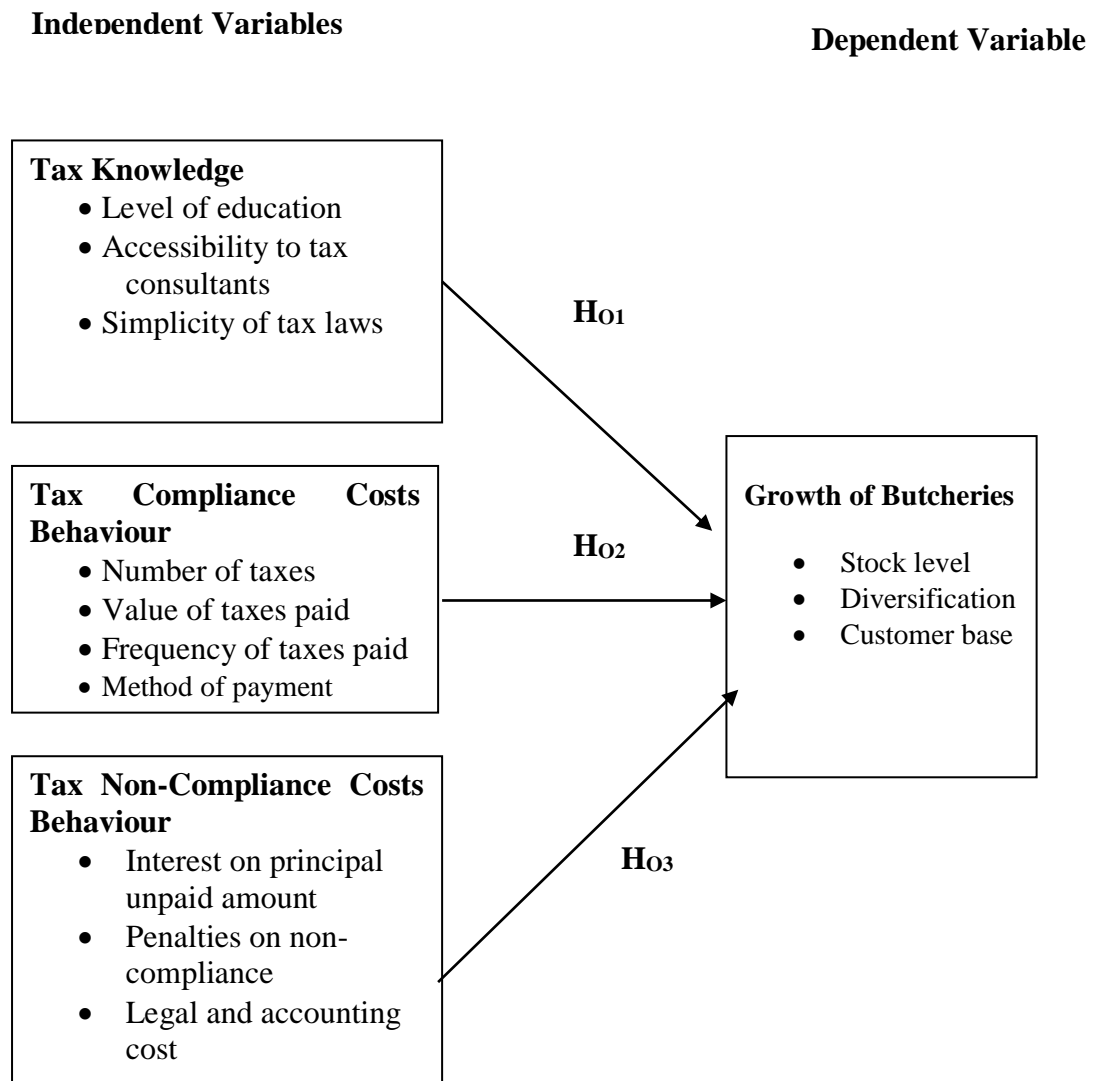 Independent Variables
Dependent Variable
Tax Knowledge
• Level of education
• Accessibility to tax
consultants
• Simplicity of tax laws
HO1
Tax Compliance Costs
Behaviour
• Number of taxes
• Value of taxes paid
• Frequency of taxes paid
• Method of payment
HO2
Growth of Butcheries
• Stock level
• Diversification
• Customer base
Tax Non-Compliance Costs
Behaviour
• Interest on principal
unpaid amount
• Penalties on non-
compliance
• Legal and accounting
cost
HO3